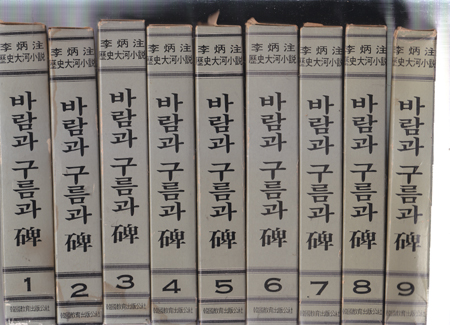 李炳注
歷史大河小說
바람과 구름과 碑
1
李炳注
歷史大河小說
바람과 구름과 碑
2
李炳注
歷史大河小說
바람과 구름과 碑
3
李炳注
歷史大河小說
바람과 구름과 碑
4
李炳注
歷史大河小說
바람과 구름과 碑
5
李炳注
歷史大河小說
바람과 구름과 碑
6
李炳注
歷史大河小說
바람과 구름과 碑
7
李炳注
歷史大河小說
바람과 구름과 碑
8
李炳注
歷史大河小說
바람과 구름과 碑
9